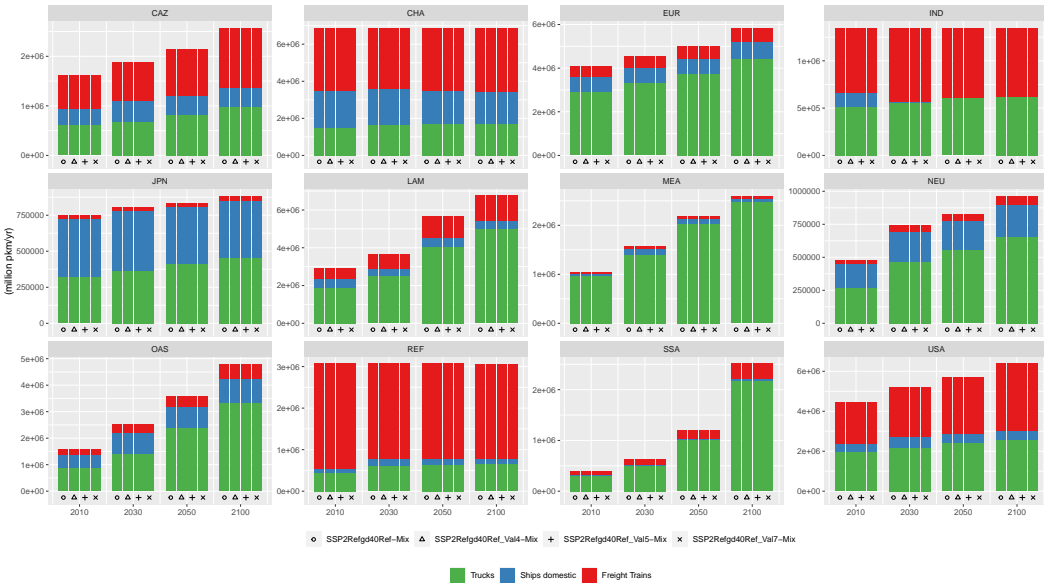 CAZ CHA EUR IND
2e+06 6e+06 6e+06 1e+06
1e+06 4e+06 4e+06 5e+05
0e+00 2e+06 2e+06 0e+00
0e+00 0e+00
JPN LAM MEA NEU
750000 6e+06 2e+06 1000000
500000 4e+06 1e+06 750000
250000 2e+06 0e+00 500000
0 0e+00 250000
0
(million pkm/yr)
OAS REF SSA USA
5e+06 3e+06 2e+06 6e+06
4e+06 2e+06 1e+06 4e+06
3e+06 1e+06 0e+00 2e+06
2e+06 0e+00 0e+00
1e+06
0e+00
2010 2030 2050 2100 2010 2030 2050 2100 2010 2030 2050 2100 2010 2030 2050 2100
SSP2Refgd40Ref−Mix SSP2Refgd40Ref_Val4−Mix SSP2Refgd40Ref_Val5−Mix SSP2Refgd40Ref_Val7−Mix
Trucks Ships domestic Freight Trains